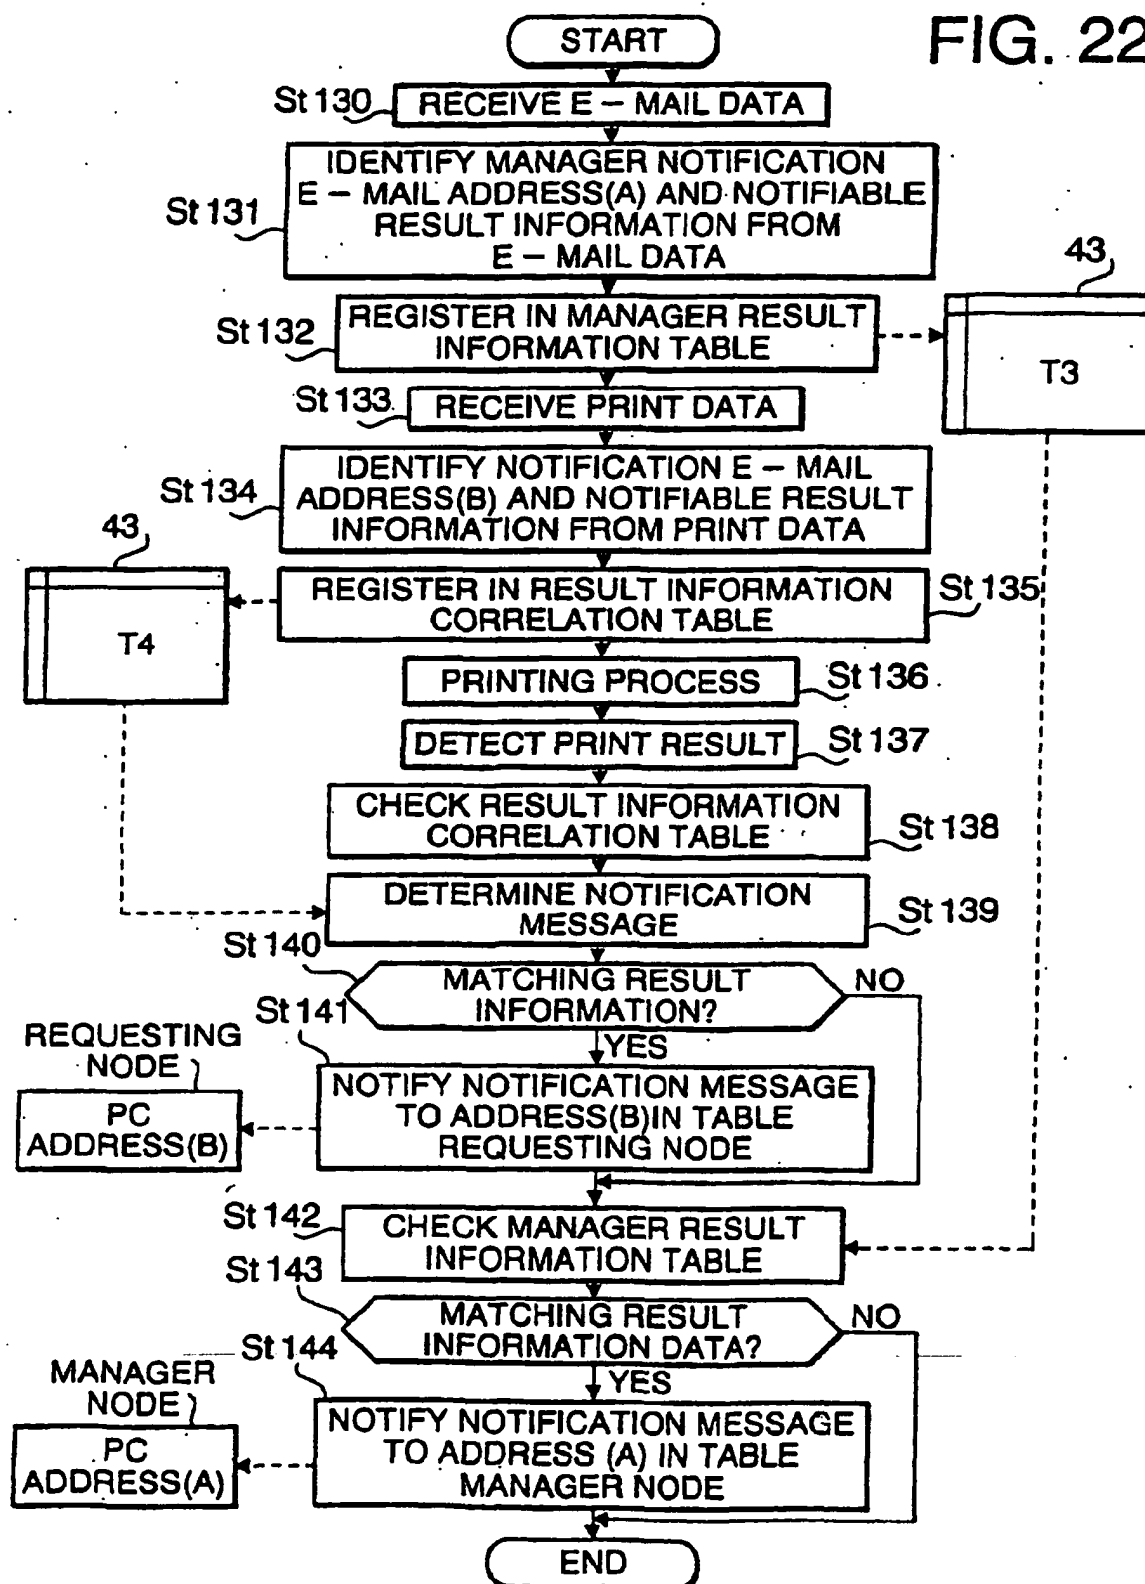 FIG. 22
START
St 130
RECEIVE E – MAIL DATA
St 131
IDENTIFY MANAGER NOTIFICATION
E – MAIL ADDRESS(A) AND NOTIFIABLE
RESULT INFORMATION FROM
E – MAIL DATA
43
St 132
REGISTER IN MANAGER RESULT
INFORMATION TABLE
T3
St 133
RECEIVE PRINT DATA
St 134
IDENTIFY NOTIFICATION E – MAIL
ADDRESS(B) AND NOTIFIABLE RESULT
INFORMATION FROM PRINT DATA
43
REGISTER IN RESULT INFORMATION
CORRELATION TABLE
St 135
T4
PRINTING PROCESS
St 136
DETECT PRINT RESULT
St 137
CHECK RESULT INFORMATION
CORRELATION TABLE
St 138
DETERMINE NOTIFICATION
MESSAGE
St 139
St 140
MATCHING RESULT
INFORMATION?
NO
YES
St 141
REQUESTING
NODE
PC
ADDRESS(B)
NOTIFY NOTIFICATION MESSAGE
TO ADDRESS(B)IN TABLE
REQUESTING NODE
St 142
CHECK MANAGER RESULT
INFORMATION TABLE
St 143
MATCHING RESULT
INFORMATION DATA?
NO
YES
St 144
MANAGER
NODE
PC
ADDRESS(A)
NOTIFY NOTIFICATION MESSAGE
TO ADDRESS (A) IN TABLE
MANAGER NODE
END